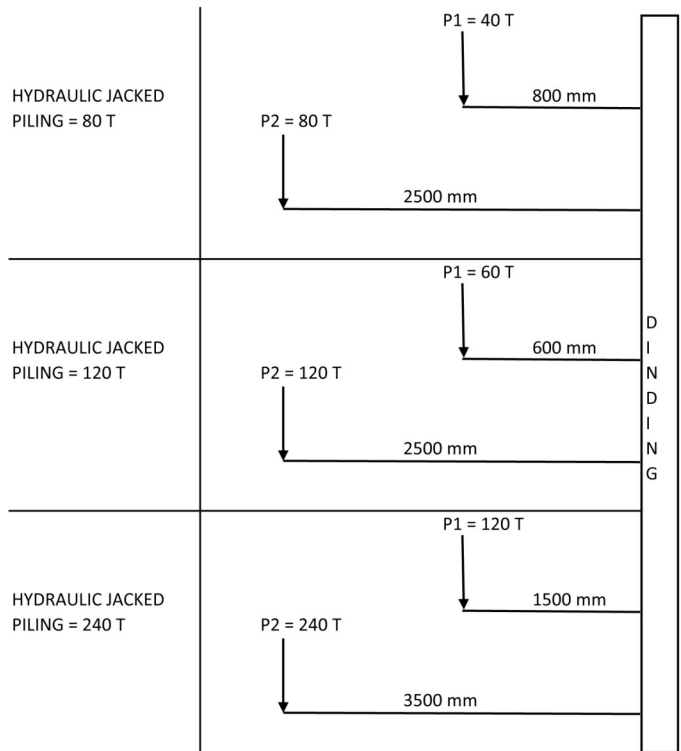 P1 = 40 T
HYDRAULIC JACKED
PILING = 80 T
800 mm
P2 = 80 T
2500 mm
P1 = 60 T
HYDRAULIC JACKED
PILING = 120 T
600 mm
P2 = 120 T
2500 mm
P1 = 120 T
HYDRAULIC JACKED
PILING = 240 T
1500 mm
P2 = 240 T
3500 mm
D
I
N
D
I
N
G